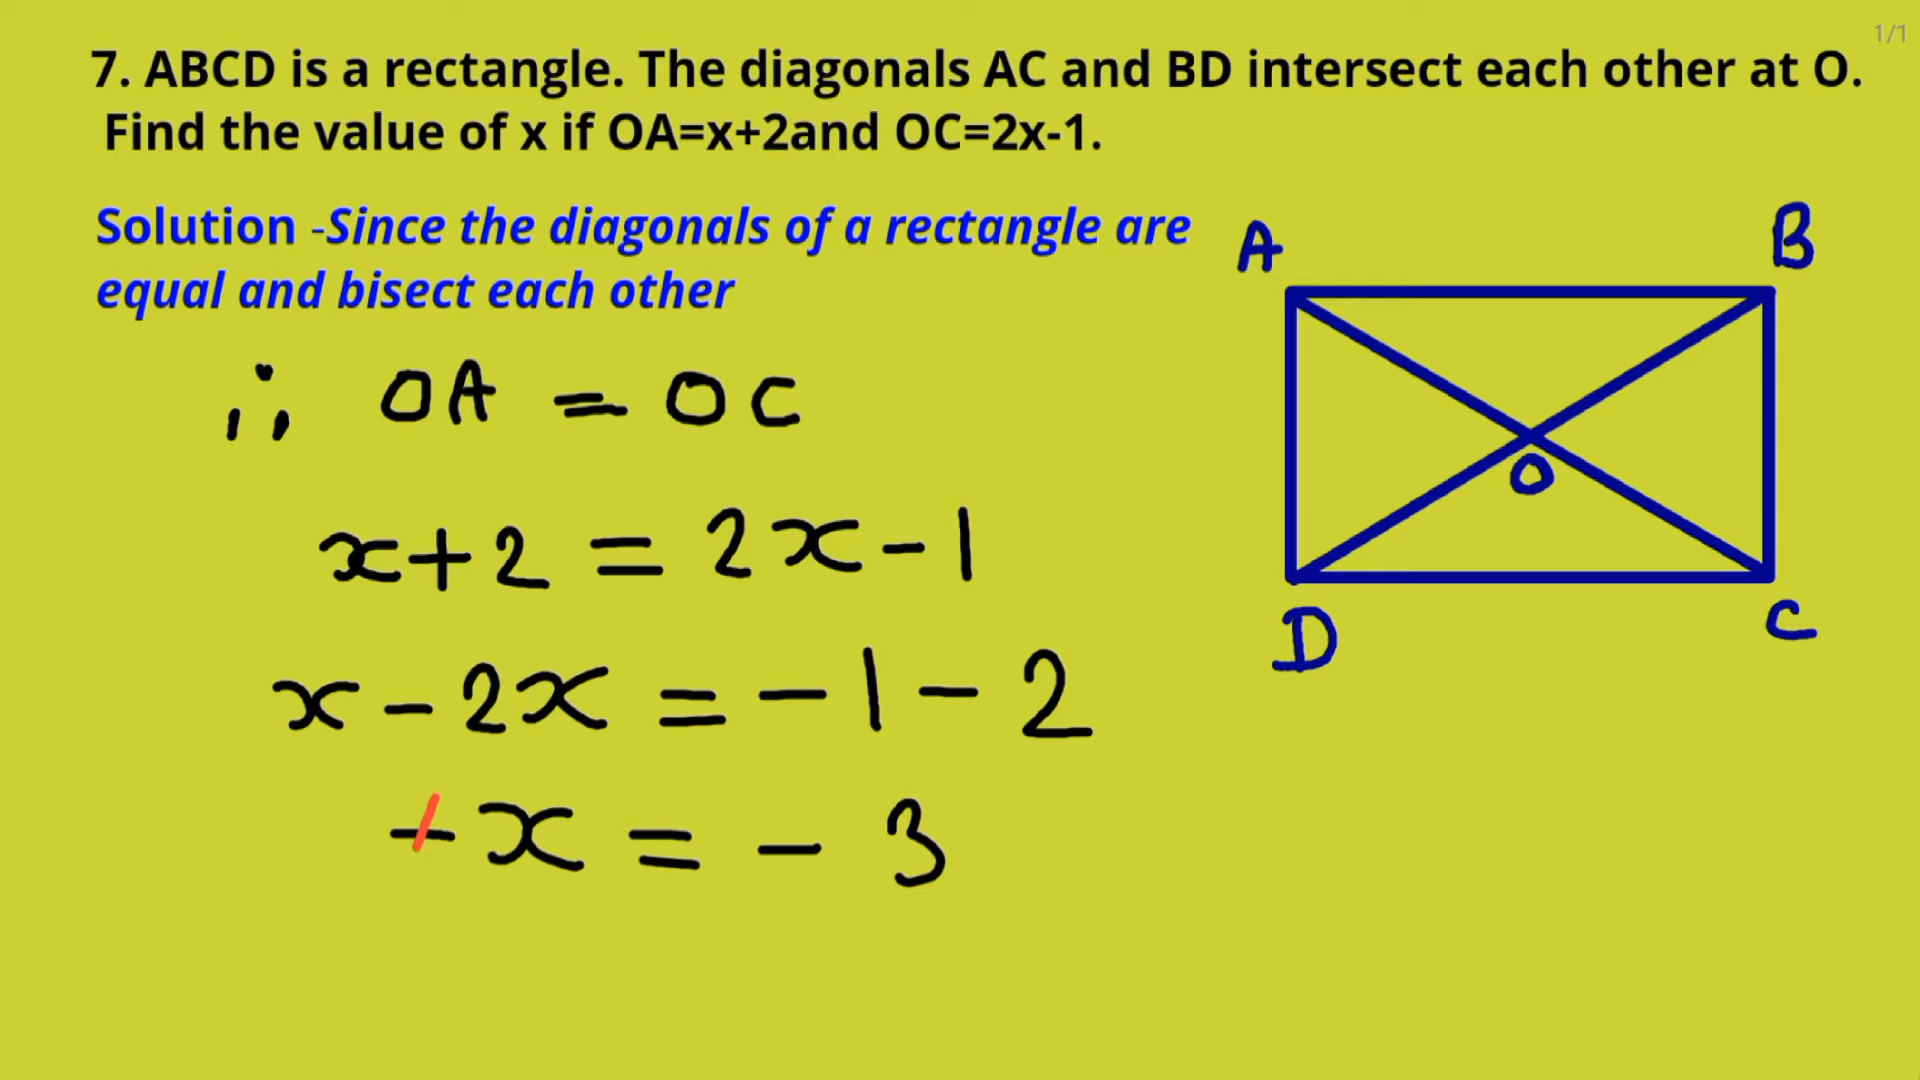 1/1
7. ABCD is a rectangle. The diagonals AC and BD intersect each other at O.
Find the value of x if OA=x+2and OC=2x-1.
Solution -Since the diagonals of a rectangle are
equal and bisect each other
∴ OA = OC
x+2 = 2x-1
x-2x = -1-2
-x = -3
A
B
O
D
C